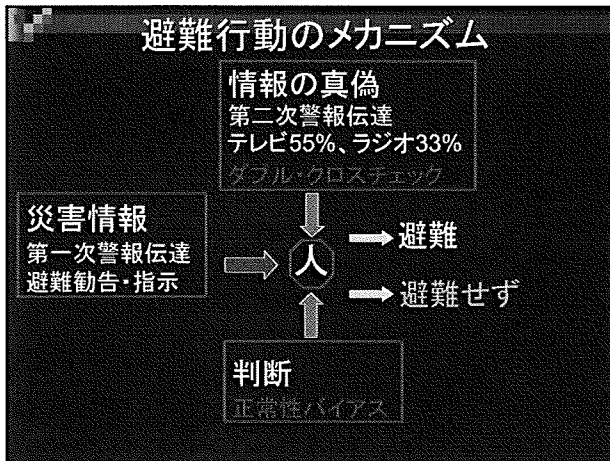 避難行動のメカニズム
情報の真偽
第二次警報伝達
テレビ55%、ラジオ33%
ダブル・クロスチェック
災害情報
第一次警報伝達
避難勧告・指示
人
避難
避難せず
判断
正常性バイアス